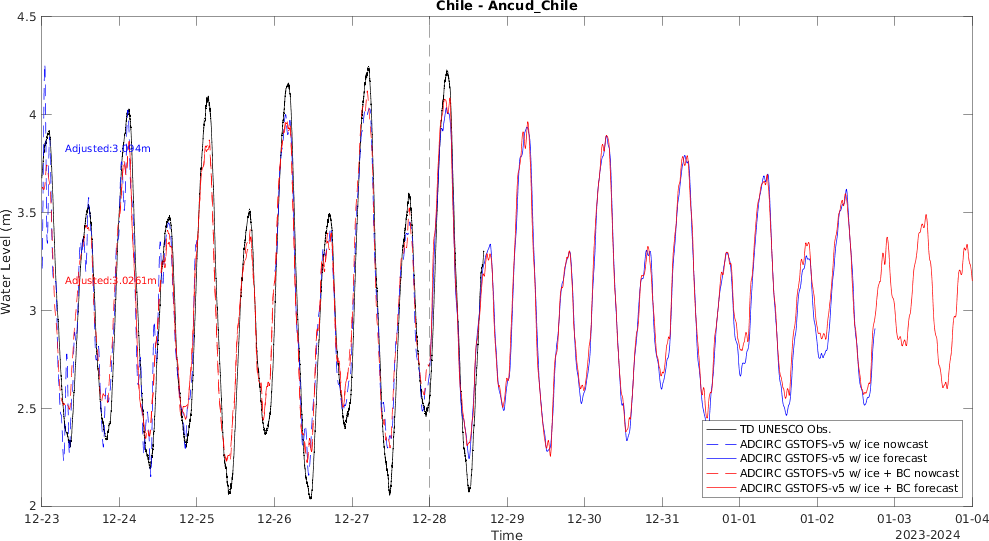 Chile - Ancud_Chile
4.5
4
3.5
3
2.5
2
Water Level (m)
Adjusted:3.094m
Adjusted:3.0261m
TD UNESCO Obs.
ADCIRC GSTOFS-v5 w/ ice nowcast
ADCIRC GSTOFS-v5 w/ ice forecast
ADCIRC GSTOFS-v5 w/ ice + BC nowcast
ADCIRC GSTOFS-v5 w/ ice + BC forecast
12-23 12-24 12-25 12-26 12-27 12-28 12-29 12-30 12-31 01-01 01-02 01-03 01-04
Time
2023-2024